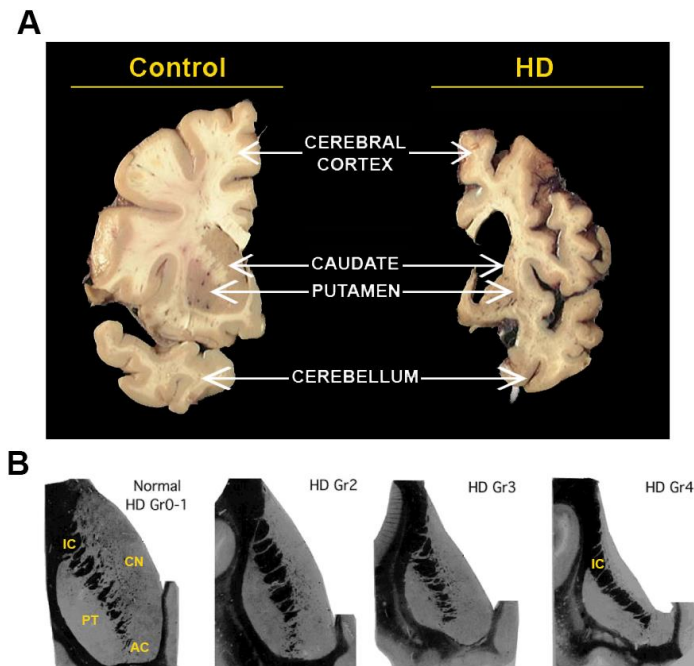 A
Control
HD
CEREBRAL
CORTEX
CAUDATE
PUTAMEN
CEREBELLUM
B
Normal
HD Gr0-1
HD Gr2
HD Gr3
HD Gr4
IC
CN
PT
AC
IC